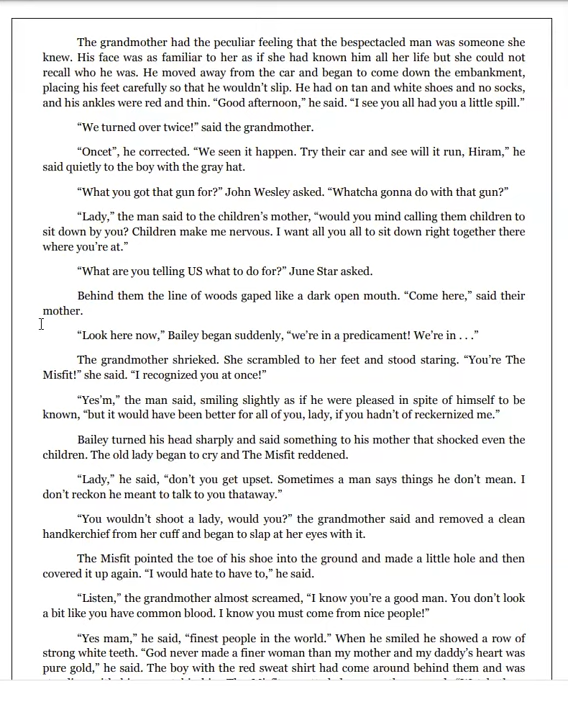 The grandmother had the peculiar feeling that the bespectacled man was someone she
knew. His face was as familiar to her as if she had known him all her life but she could not
recall who he was. He moved away from the car and began to come down the embankment,
placing his feet carefully so that he wouldn't slip. He had on tan and white shoes and no socks,
and his ankles were red and thin. “Good afternoon,” he said. “I see you all had you a little spill.”
“We turned over twice!” said the grandmother.
“Oncet”, he corrected. “We seen it happen. Try their car and see will it run, Hiram,” he
said quietly to the boy with the gray hat.
“What you got that gun for?” John Wesley asked. “Whatcha gonna do with that gun?”
“Lady,” the man said to the children’s mother, “would you mind calling them children to
sit down by you? Children make me nervous. I want all you all to sit down right together there
where you’re at.”
“What are you telling US what to do for?” June Star asked.
Behind them the line of woods gaped like a dark open mouth. “Come here,” said their
mother.
“Look here now,” Bailey began suddenly, “we’re in a predicament! We’re in . . .”
The grandmother shrieked. She scrambled to her feet and stood staring. “You’re The
Misfit!” she said. “I recognized you at once!”
“Yes’m,” the man said, smiling slightly as if he were pleased in spite of himself to be
known, “but it would have been better for all of you, lady, if you hadn’t of reckernized me.”
Bailey turned his head sharply and said something to his mother that shocked even the
children. The old lady began to cry and The Misfit reddened.
“Lady,” he said, “don’t you get upset. Sometimes a man says things he don’t mean. I
don’t reckon he meant to talk to you thataway.”
“You wouldn’t shoot a lady, would you?” the grandmother said and removed a clean
handkerchief from her cuff and began to slap at her eyes with it.
The Misfit pointed the toe of his shoe into the ground and made a little hole and then
covered it up again. “I would hate to have to,” he said.
“Listen,” the grandmother almost screamed, “I know you’re a good man. You don’t look
a bit like you have common blood. I know you must come from nice people!”
“Yes mam,” he said, “finest people in the world.” When he smiled he showed a row of
strong white teeth. “God never made a finer woman than my mother and my daddy’s heart was
pure gold,” he said. The boy with the red sweat shirt had come around behind them and was